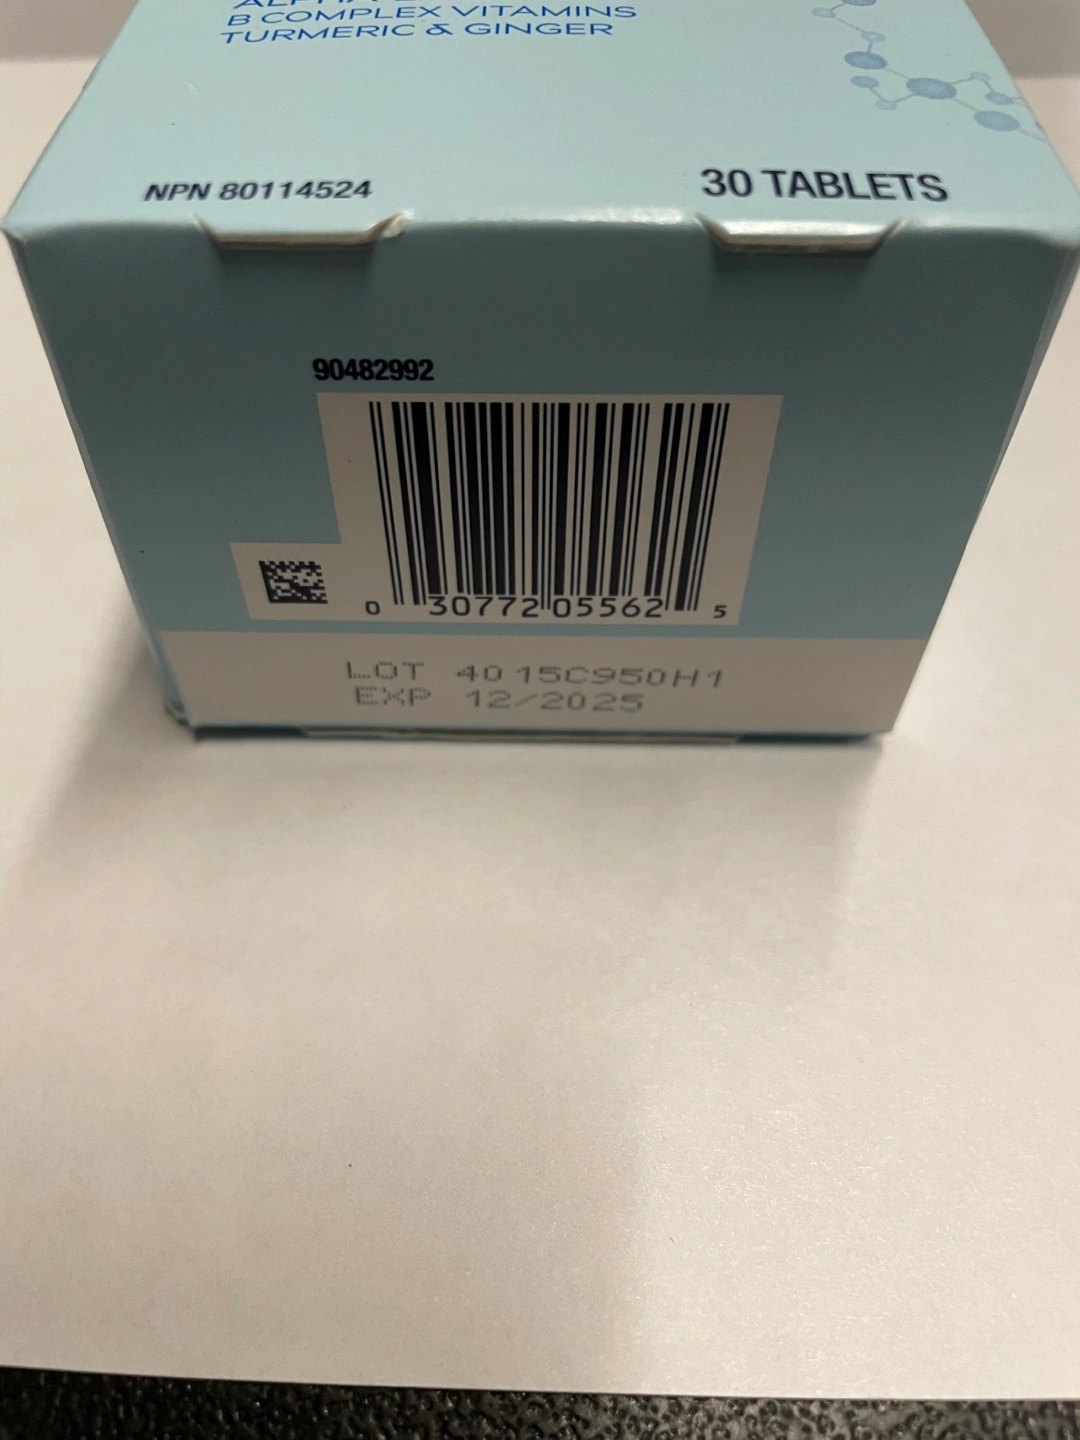 B COMPLEX VITAMINS
TURMERIC & GINGER
NPN 80114524
30 TABLETS
90482992
0 30772 05562 5
LOT 4015C950H1
EXP 12/2025